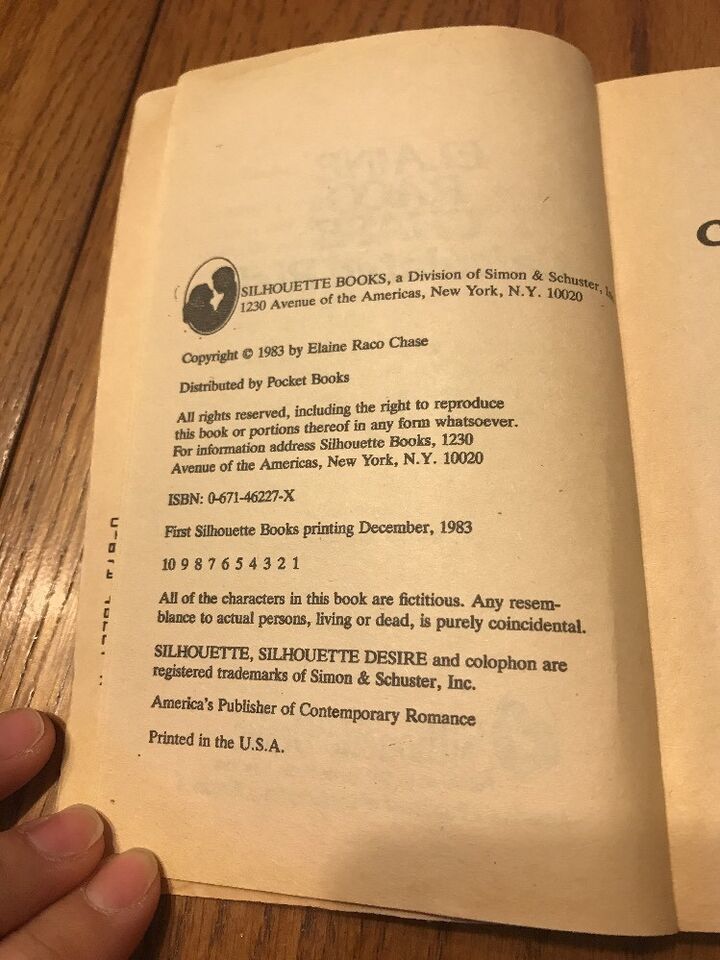 SILHOUETTE BOOKS, a Division of Simon & Schuster,
1230 Avenue of the Americas, New York, N.Y. 10020
Copyright © 1983 by Elaine Raco Chase
Distributed by Pocket Books
All rights reserved, including the right to reproduce
this book or portions thereof in any form whatsoever.
For information address Silhouette Books, 1230
Avenue of the Americas, New York, N.Y. 10020
ISBN: 0-671-46227-X
First Silhouette Books printing December, 1983
10 9 8 7 6 5 4 3 2 1
All of the characters in this book are fictitious. Any resem-
blance to actual persons, living or dead, is purely coincidental.
SILHOUETTE, SILHOUETTE DESIRE and colophon are
registered trademarks of Simon & Schuster, Inc.
America's Publisher of Contemporary Romance
Printed in the U.S.A.